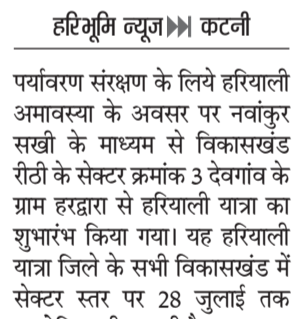 हरिभूमि न्यूज कटनी
पर्यावरण संरक्षण के लिये हरियाली
अमावस्या के अवसर पर नवांकुर
सखी के माध्यम से विकासखंड
रीठी के सेक्टर क्रमांक 3 देवगांव के
ग्राम हरद्वारा से हरियाली यात्रा का
शुभारंभ किया गया। यह हरियाली
यात्रा जिले के सभी विकासखंड में
सेक्टर स्तर पर 28 जुलाई तक